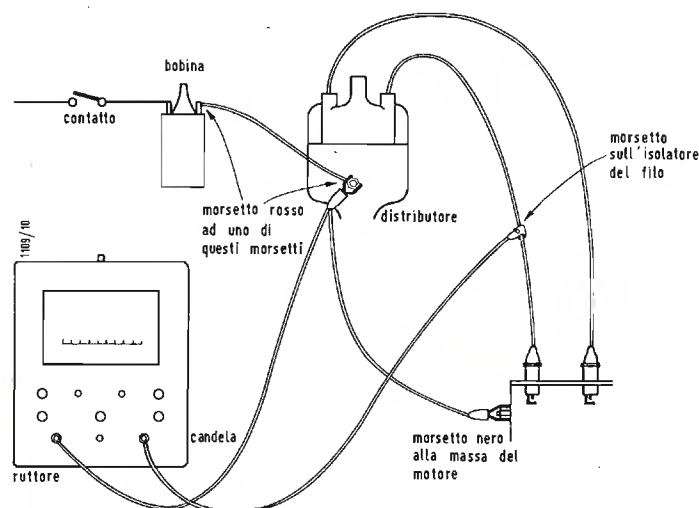 bobina
contatto
morsetto
sull'isolatore
del filo
morsetto rosso
ad uno di
questi morsetti
distributore
1109/10
candela
ruttore
morsetto nero
alla massa del
motore